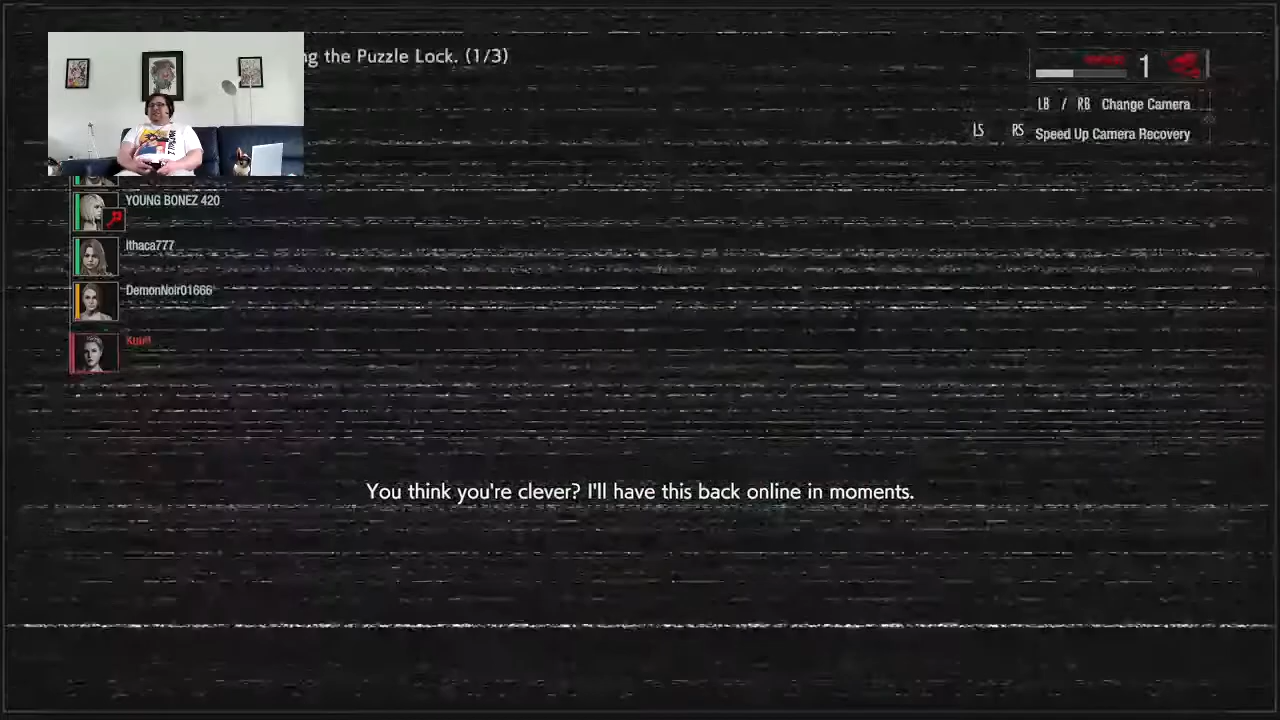 ng the Puzzle Lock. (1/3)
1
LB / RB Change Camera
LS RS Speed Up Camera Recovery
YOUNG BONEZ 420
Ithaca777
DemonNoir01666
You think you're clever? I'll have this back online in moments.